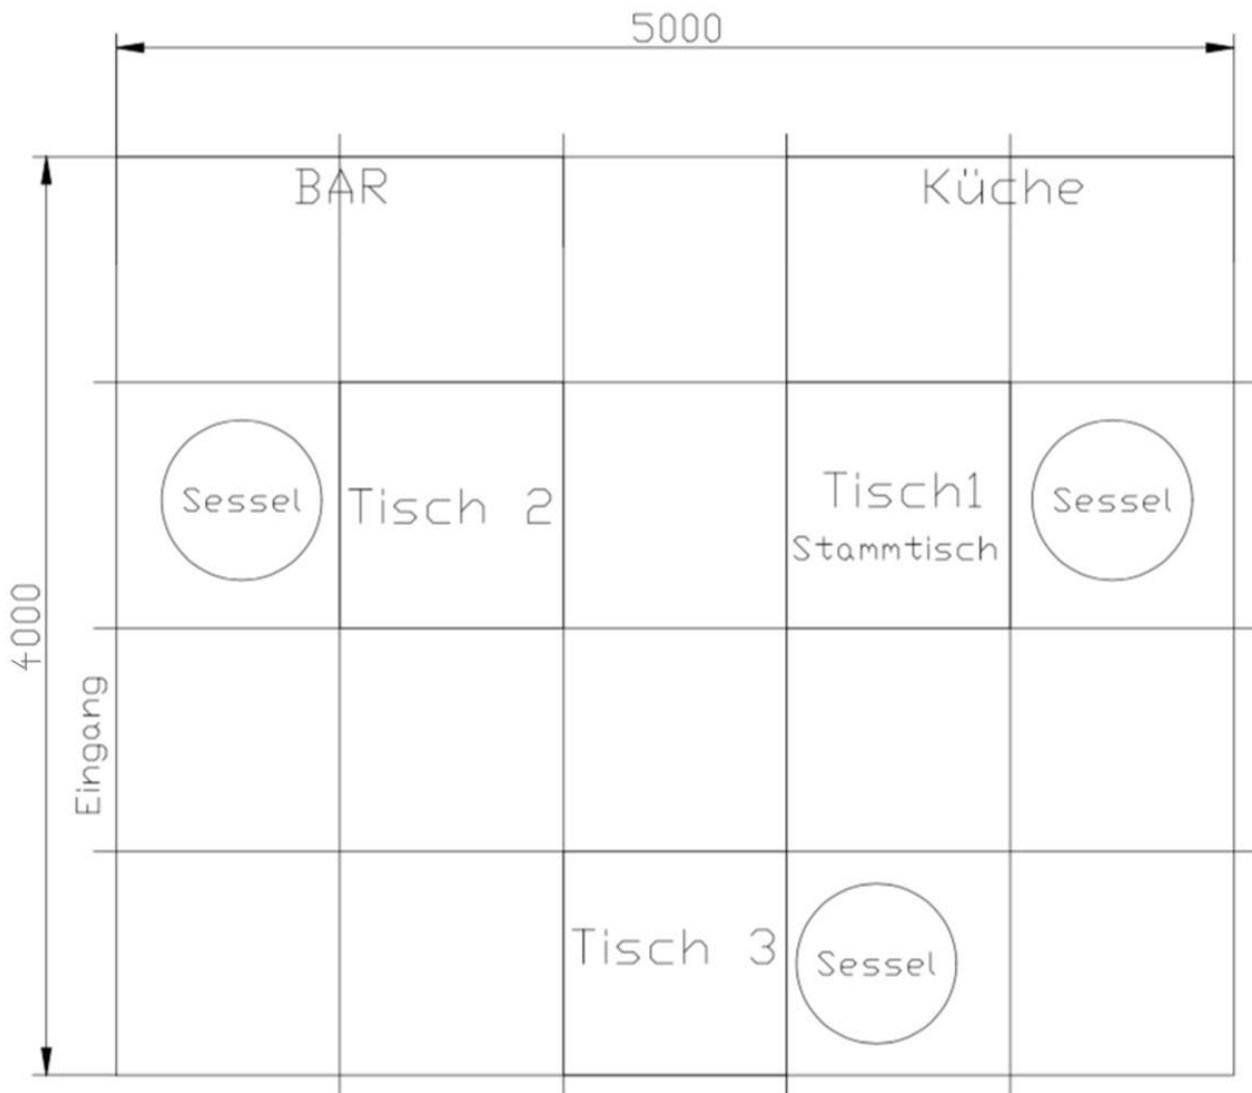 5000
BAR
Küche
Sessel
Tisch 2
Tisch1
Stammtisch
Sessel
4000
Eingang
Tisch 3
Sessel